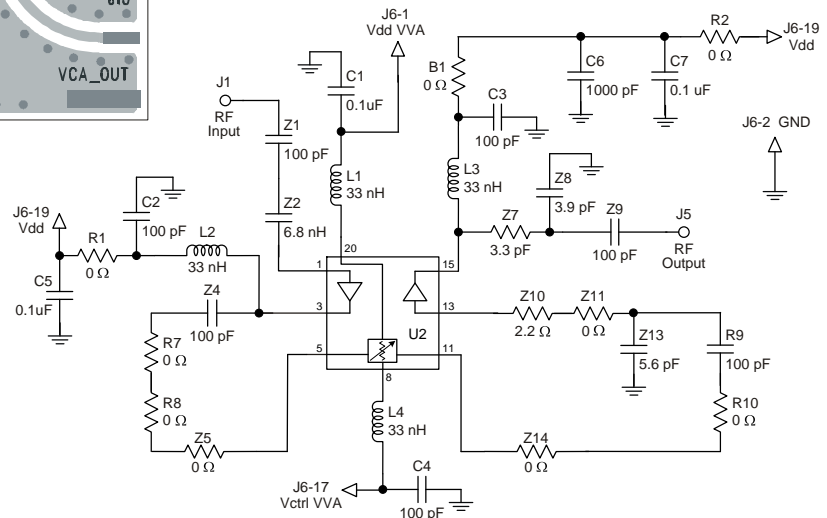 VCA_OUT
J6-1
Vdd VVA
C1
0.1uF
J1
RF
Input
Z1
100 pF
Z2
6.8 nH
L1
33 nH
B1
0 Ω
C3
100 pF
L3
33 nH
C6
1000 pF
C7
0.1 uF
R2
0 Ω
J6-19
Vdd
J6-2 GND
Z8
3.9 pF
Z7
3.3 pF
Z9
100 pF
J5
RF
Output
J6-19
Vdd
R1
0 Ω
C2
100 pF
L2
33 nH
C5
0.1uF
Z4
100 pF
R7
0 Ω
R8
0 Ω
Z5
0 Ω
20
1
3
5
8
15
13
11
U2
Z10
2.2 Ω
Z11
0 Ω
Z13
5.6 pF
R9
100 pF
R10
0 Ω
Z14
0 Ω
L4
33 nH
J6-17
Vctrl VVA
C4
100 pF